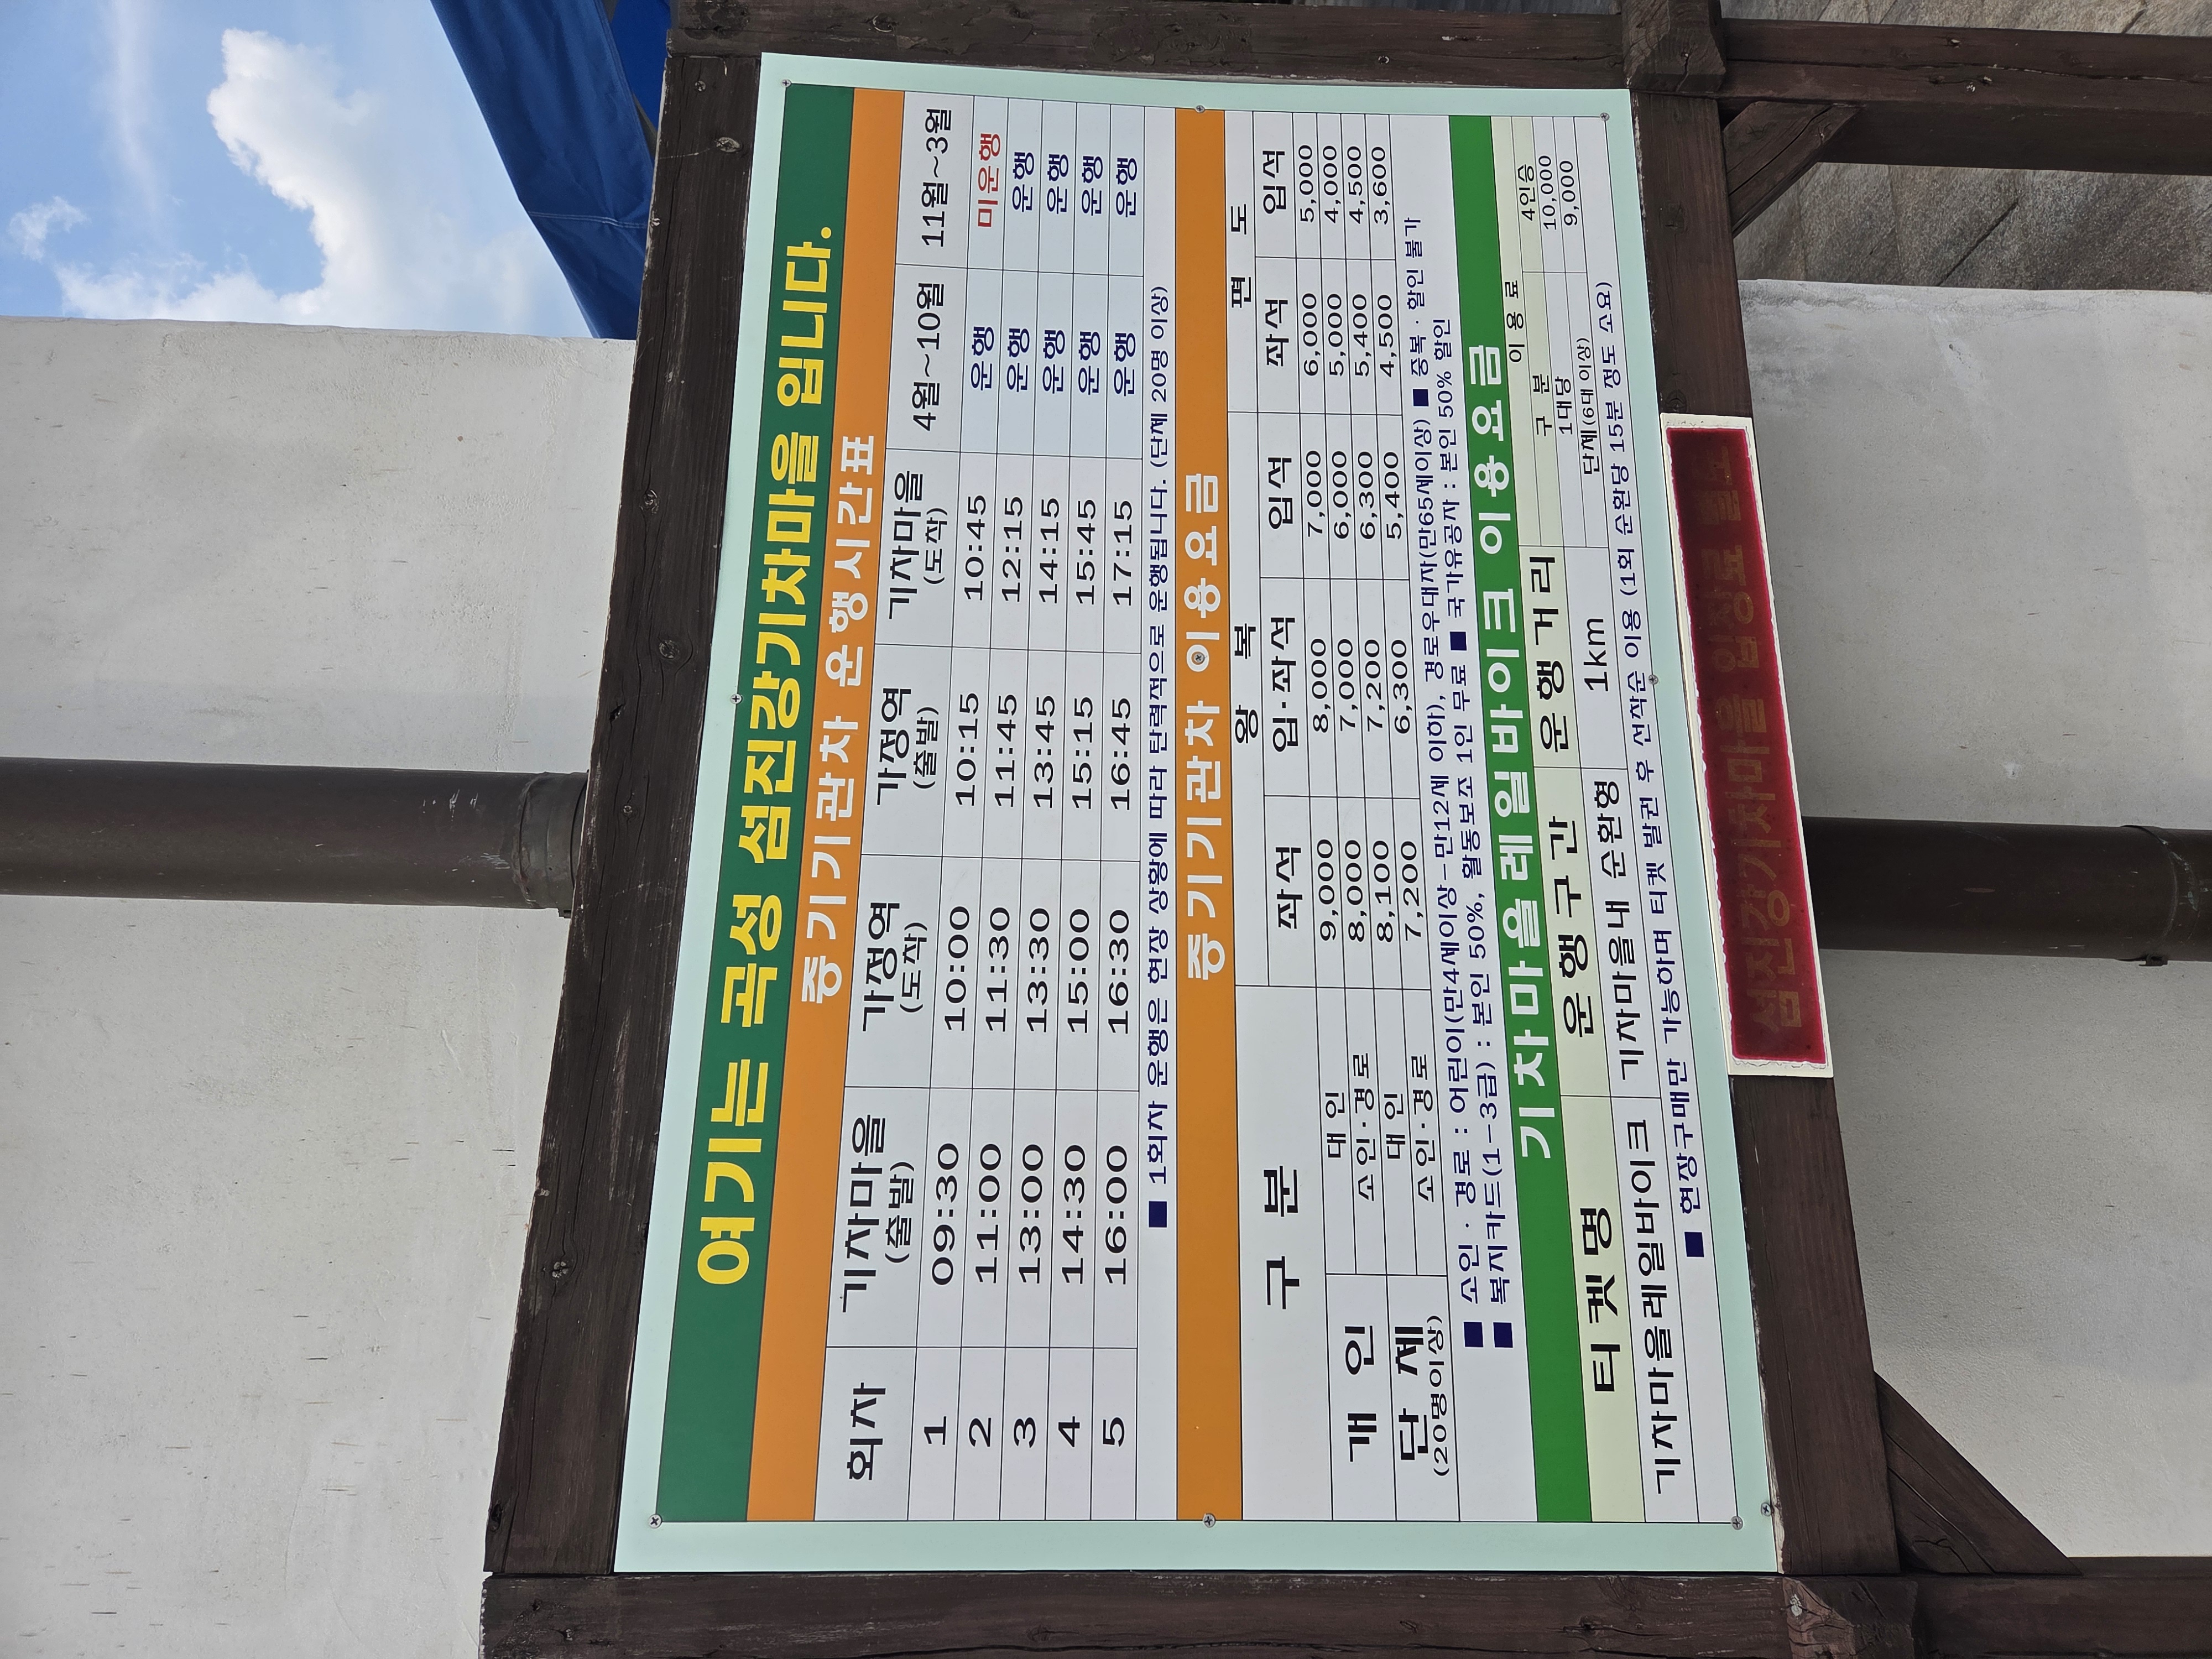 여기는 곡성 섬진강기차마을 입니다.
증기기관차 운행시간표
회차 기차마을 (출발) 가정역 (도착) 가정역 (출발) 기차마을 (도착) 4월~10월 11월~3월
1 09:30 10:00 10:15 10:45 운행 미운행
2 11:00 11:30 11:45 12:15 운행 운행
3 13:00 13:30 13:45 14:15 운행 운행
4 14:30 15:00 15:15 15:45 운행 운행
5 16:00 16:30 16:45 17:15 운행 운행
■ 1회차 운행은 현장 상황에 따라 탄력적으로 운행됩니다. (단체 20명 이상)
증기기관차 이용요금
구 분 왕 복 편 도
좌석 입·좌석 입석 좌석 입석
개 인 대 인 9,000 8,000 7,000 6,000 5,000
소인·경로 8,000 7,000 6,000 5,000 4,000
단 체 (20명이상) 대 인 8,100 7,200 6,300 5,400 4,500
소인·경로 7,200 6,300 5,400 4,500 3,600
■ 소인 · 경로 : 어린이(만4세이상-만12세 이하), 경로우대자(만65세이상) ■ 중복 · 할인 불가
■ 복지카드(1-3급) : 본인 50%, 활동보조 1인 무료 ■ 국가유공자 : 본인 50% 할인
기차마을레일바이크 이용요금
티켓명 운행구간 운행거리 이 용 료
구 분 4인승
기차마을레일바이크 기차마을내 순환형 1km 1대당 10,000
단체(6대 이상) 9,000
■ 현장구매만 가능하며 티켓 발권 후 선착순 이용 (1회 순환당 15분 정도 소요)
섬진강기차마을 입장료